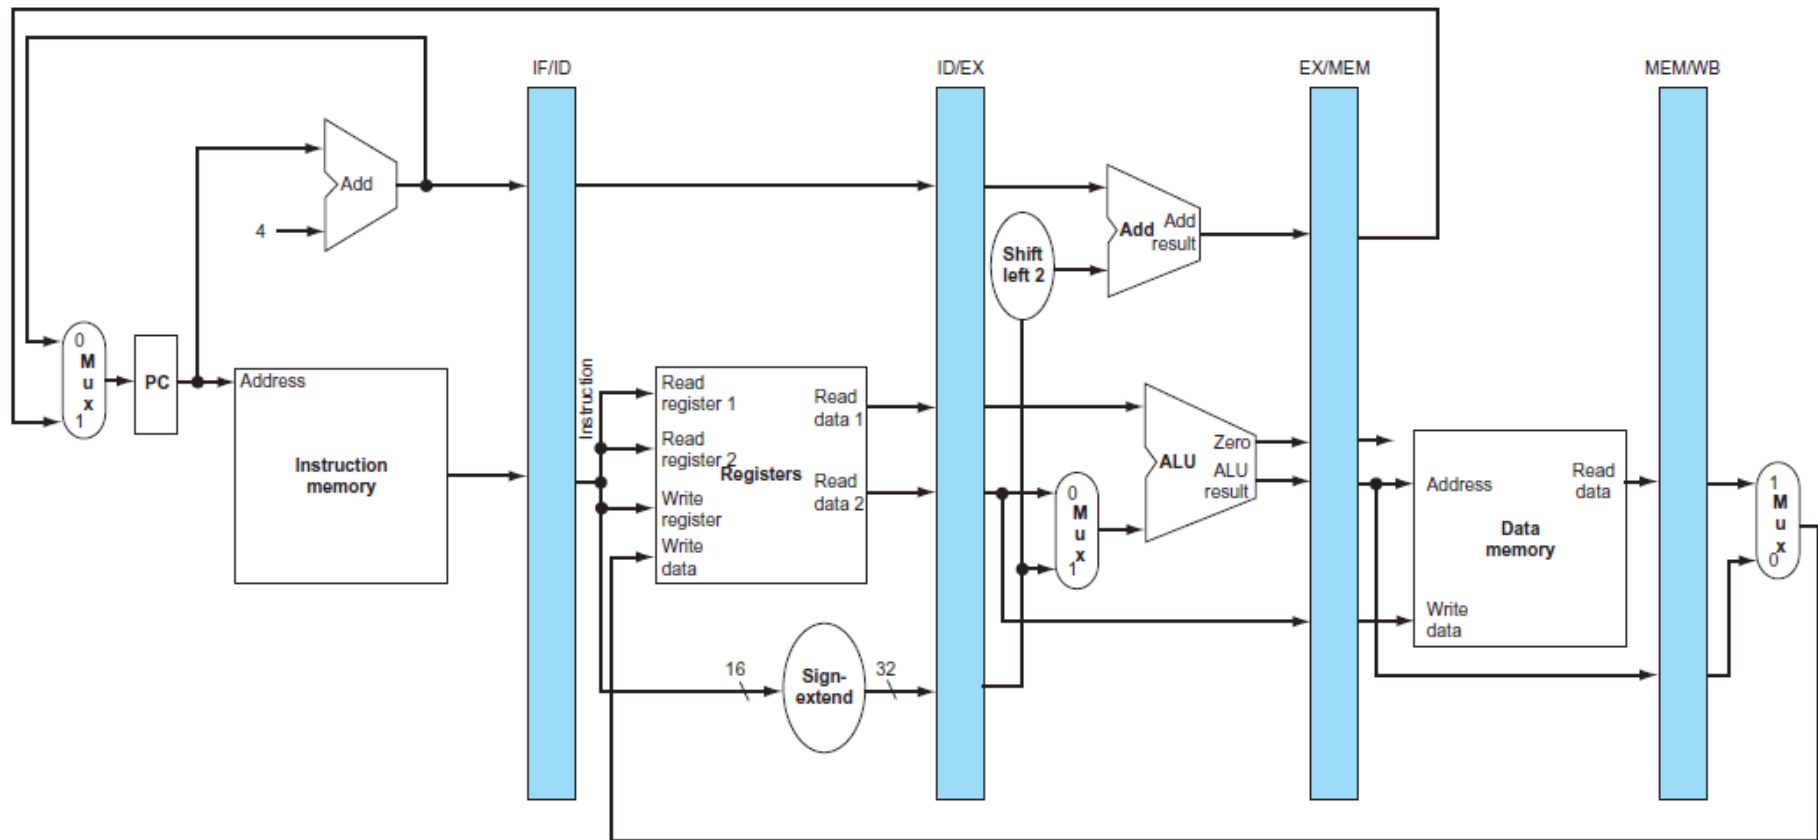 IF/ID
ID/EX
EX/MEM
MEM/WB
Add
4
Add
Add
result
Shift
left 2
0
M
u
x
1
PC
Address
Instruction
memory
Instruction
Read
register 1
Read
register 2
Registers
Write
register
Write
data
Read
data 1
Read
data 2
16
Sign-
extend
32
0
M
u
x
1
Zero
ALU
ALU
result
Address
Read
data
Data
memory
Write
data
1
M
u
x
0